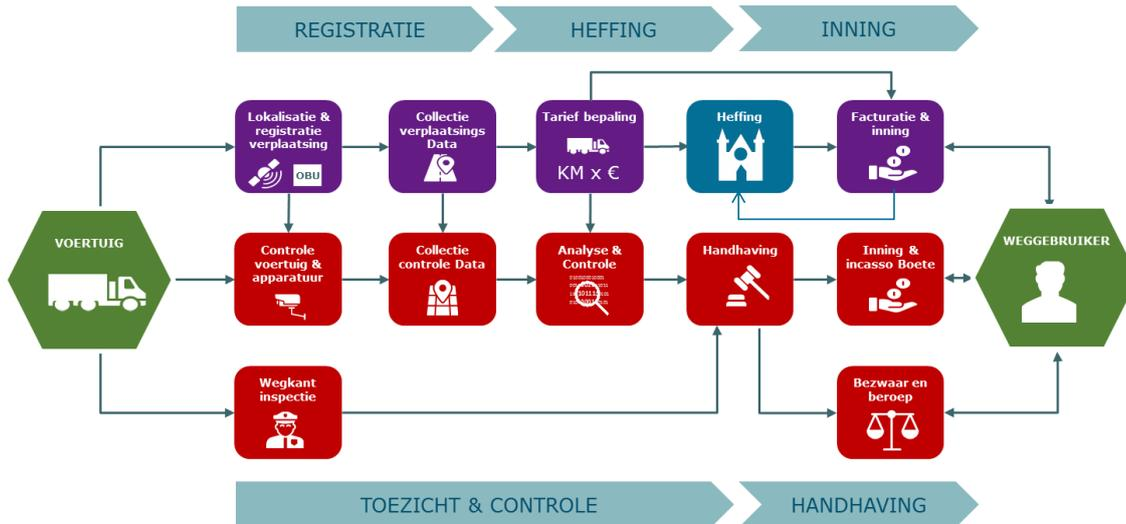 REGISTRATIE
HEFFING
INNING
Lokalisatie &
registratie
verplaatsing
OBU
Collectie
verplaatsings
Data
Tarief bepaling
KM x €
Heffing
Facturatie &
inning
VOERTUIG
Controle
voertuig &
apparatuur
Collectie
controle Data
Analyse &
Controle
Handhaving
Inning &
incasso Boete
WEGGEBRUIKER
Wegkant
inspectie
Bezwaar en
beroep
TOEZICHT & CONTROLE
HANDHAVING